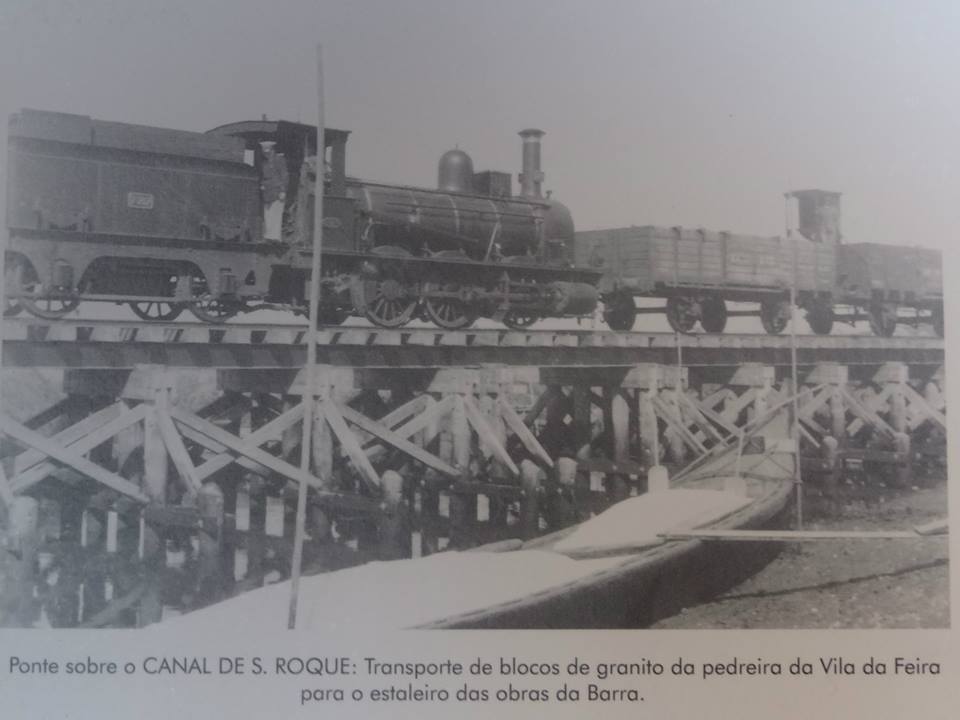 Ponte sobre o CANAL DE S. ROQUE: Transporte de blocos de granito da pedreira da Vila da Feira
para o estaleiro das obras da Barra.